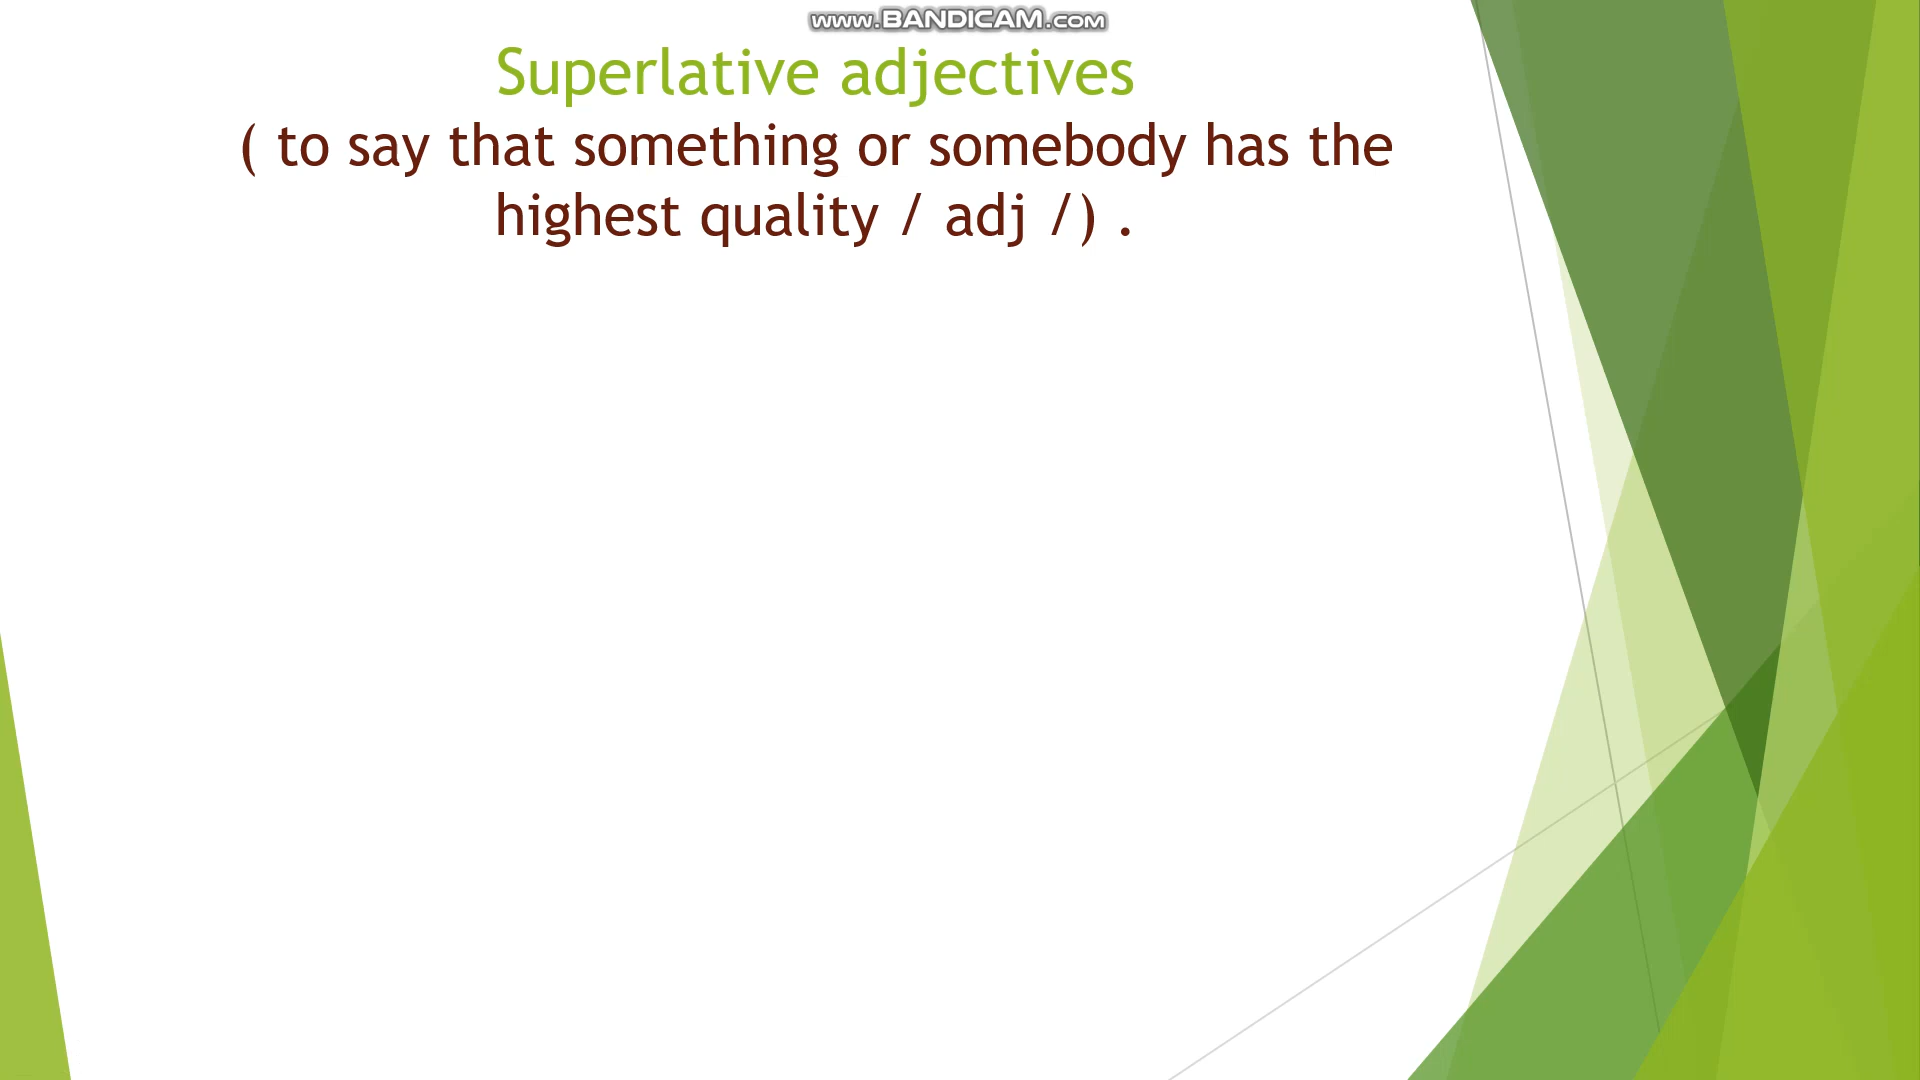 www.BANDICAM.com
Superlative adjectives
( to say that something or somebody has the
highest quality / adj /) .